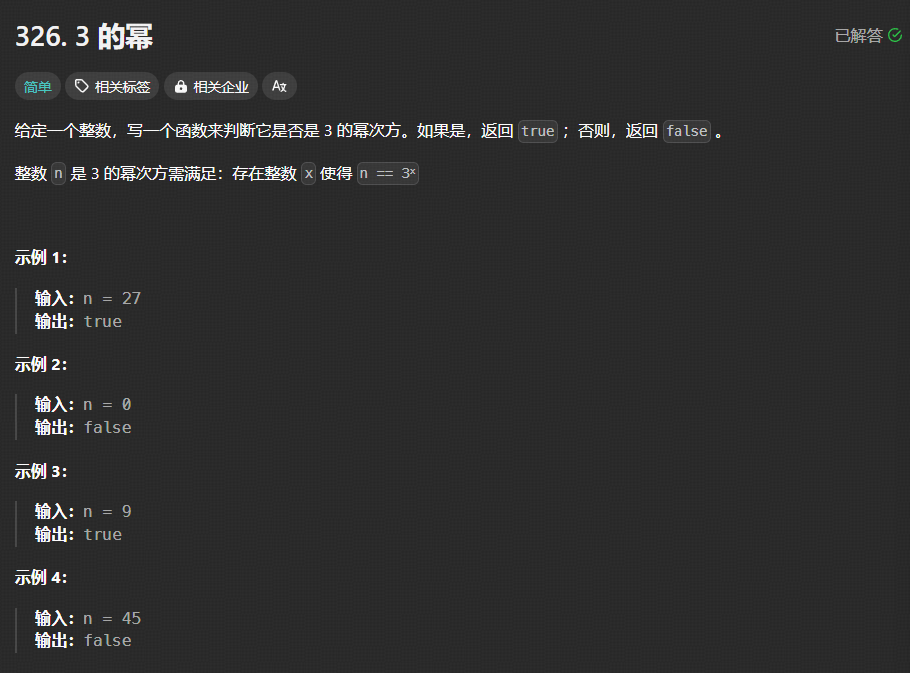 326. 3 的幂
已解答
简单 相关标签 相关企业 Aア
给定一个整数，写一个函数来判断它是否是 3 的幂次方。如果是，返回 true ；否则，返回 false 。
整数 n 是 3 的幂次方需满足：存在整数 x 使得 n == 3ˣ
示例 1：
输入：n = 27
输出：true
示例 2：
输入：n = 0
输出：false
示例 3：
输入：n = 9
输出：true
示例 4：
输入：n = 45
输出：false